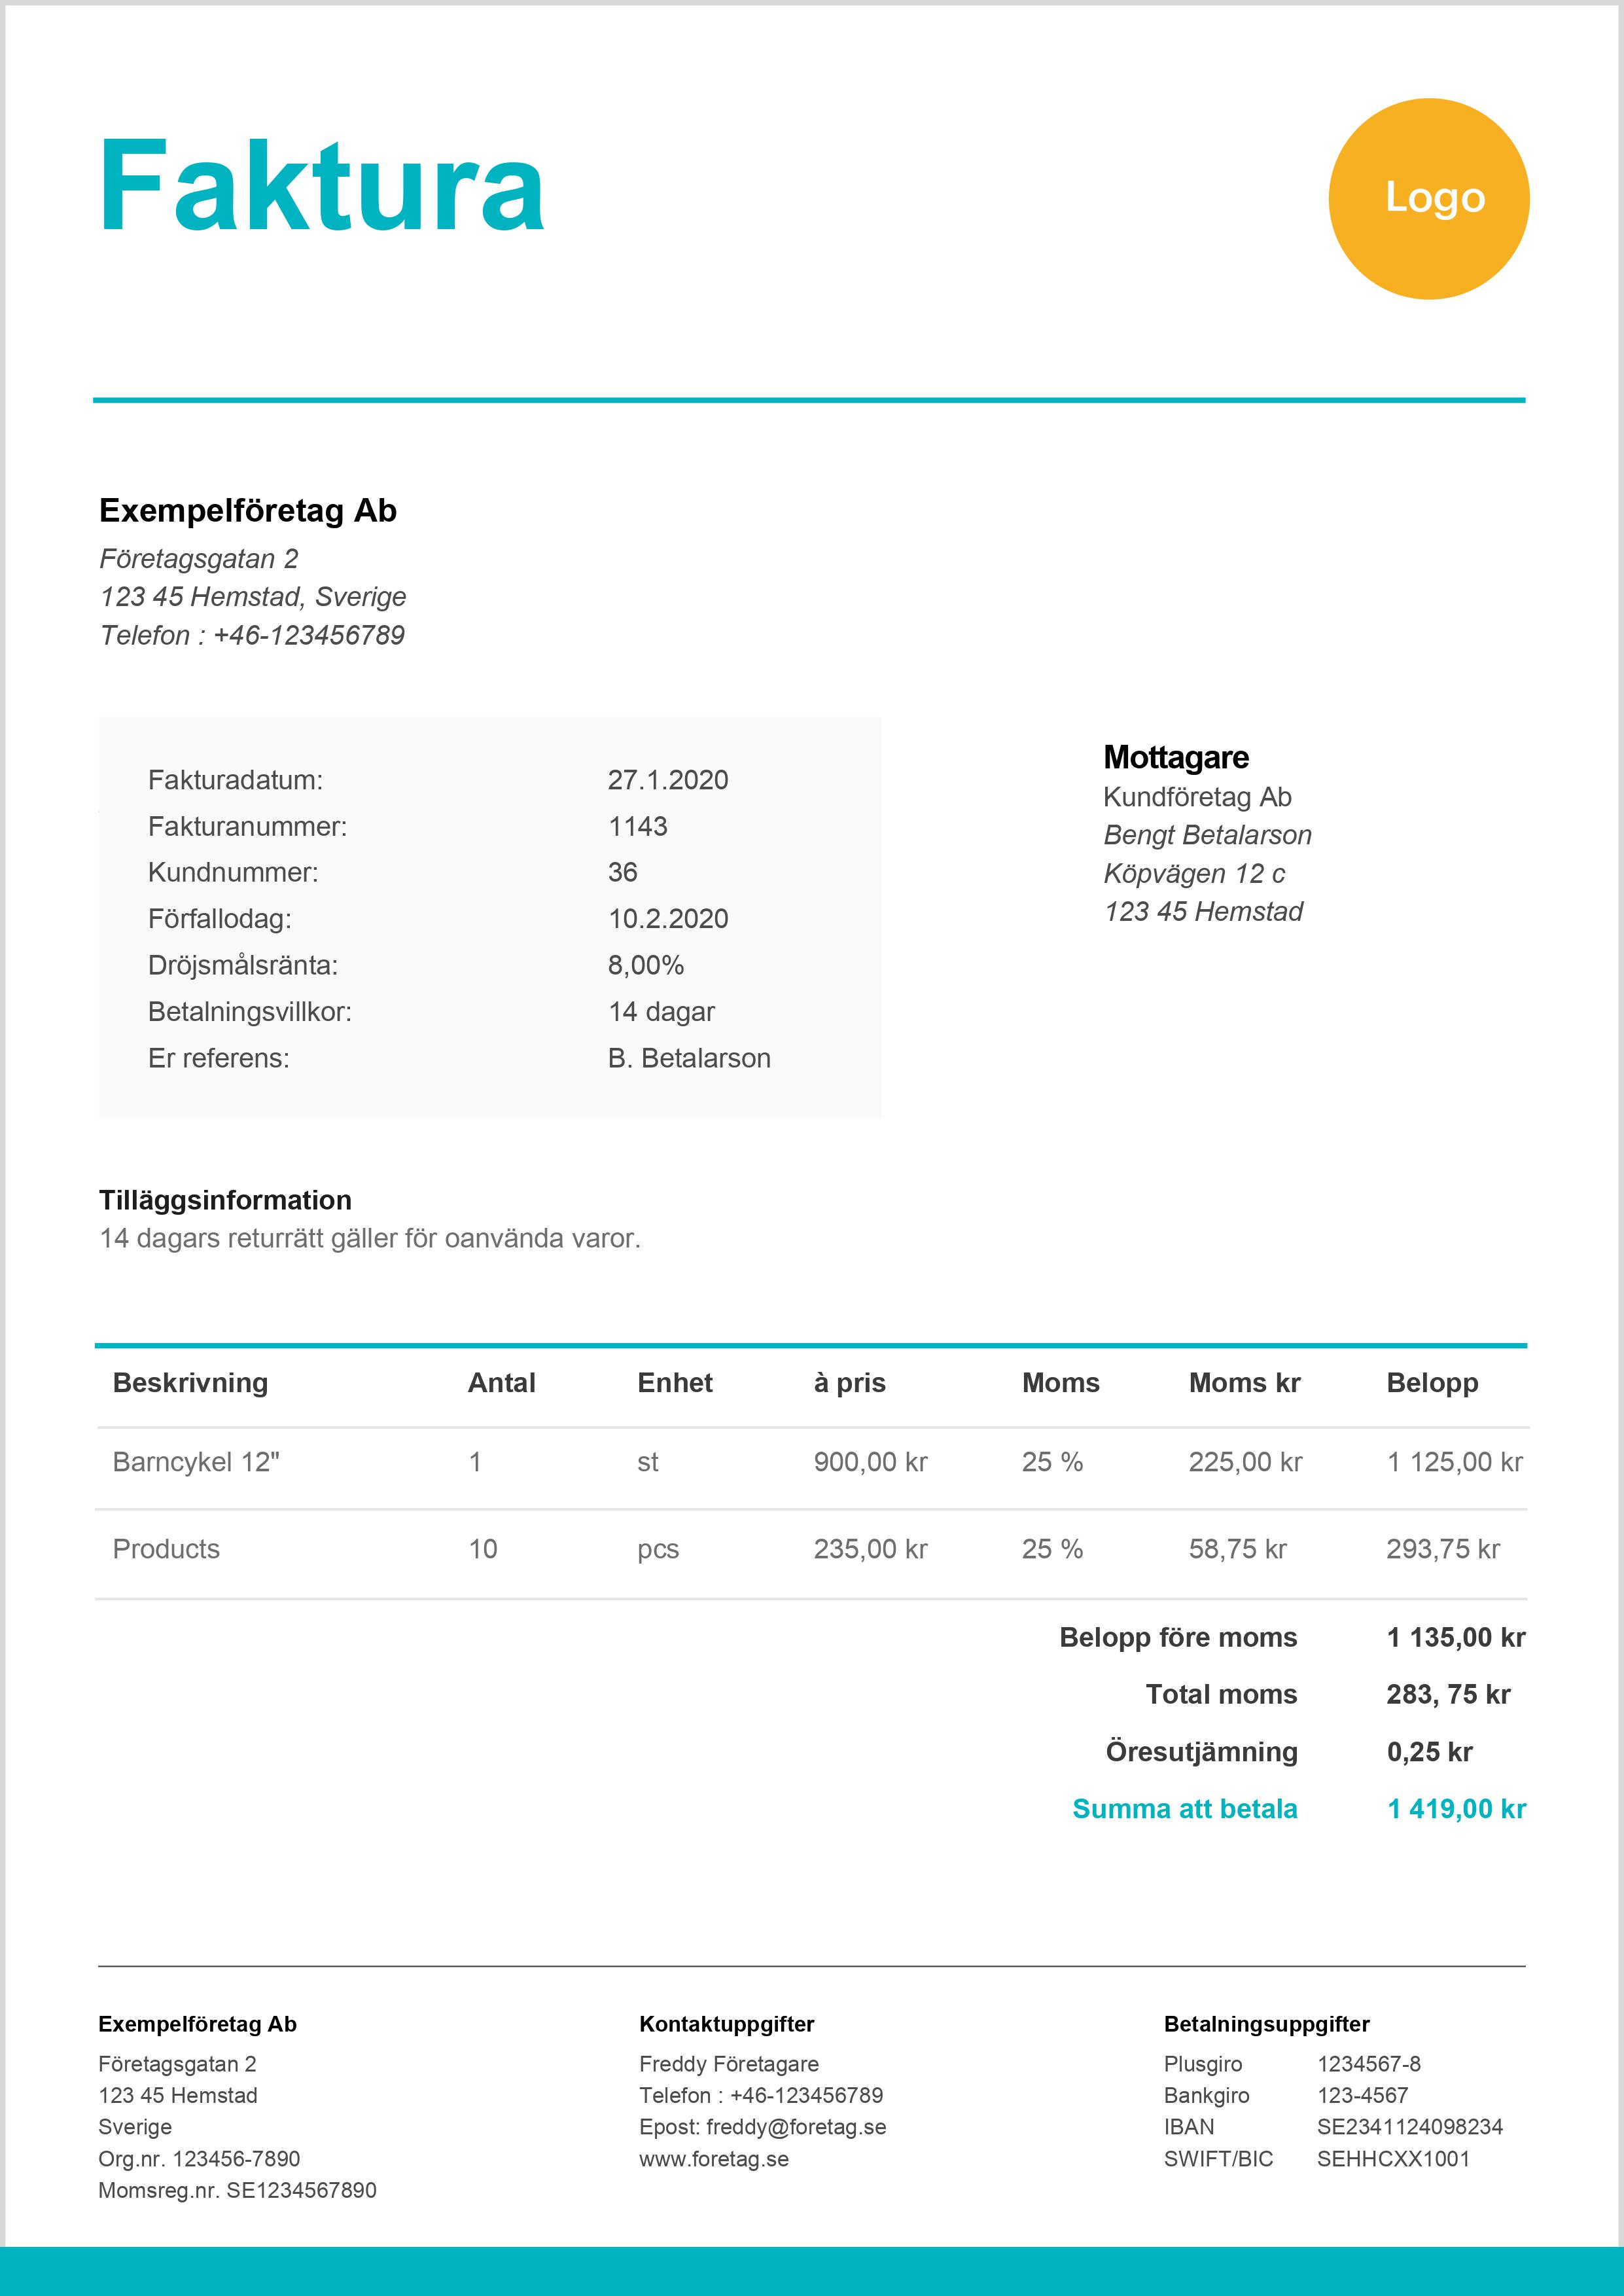 Faktura
Logo
Exempelföretag Ab
Företagsgatan 2
123 45 Hemstad, Sverige
Telefon : +46-123456789
Fakturadatum: 27.1.2020
Fakturanummer: 1143
Kundnummer: 36
Förfallodag: 10.2.2020
Dröjsmålsränta: 8,00%
Betalningsvillkor: 14 dagar
Er referens: B. Betalarson
Mottagare
Kundföretag Ab
Bengt Betalarson
Köpvägen 12 c
123 45 Hemstad
Tilläggsinformation
14 dagars returrätt gäller för oanvända varor.
Beskrivning Antal Enhet à pris Moms Moms kr Belopp
Barncykel 12" 1 st 900,00 kr 25 % 225,00 kr 1 125,00 kr
Products 10 pcs 235,00 kr 25 % 58,75 kr 293,75 kr
Belopp före moms 1 135,00 kr
Total moms 283, 75 kr
Öresutjämning 0,25 kr
Summa att betala 1 419,00 kr
Exempelföretag Ab
Företagsgatan 2
123 45 Hemstad
Sverige
Org.nr. 123456-7890
Momsreg.nr. SE1234567890
Kontaktuppgifter
Freddy Företagare
Telefon : +46-123456789
Epost: freddy@foretag.se
www.foretag.se
Betalningsuppgifter
Plusgiro 1234567-8
Bankgiro 123-4567
IBAN SE2341124098234
SWIFT/BIC SEHHCXX1001